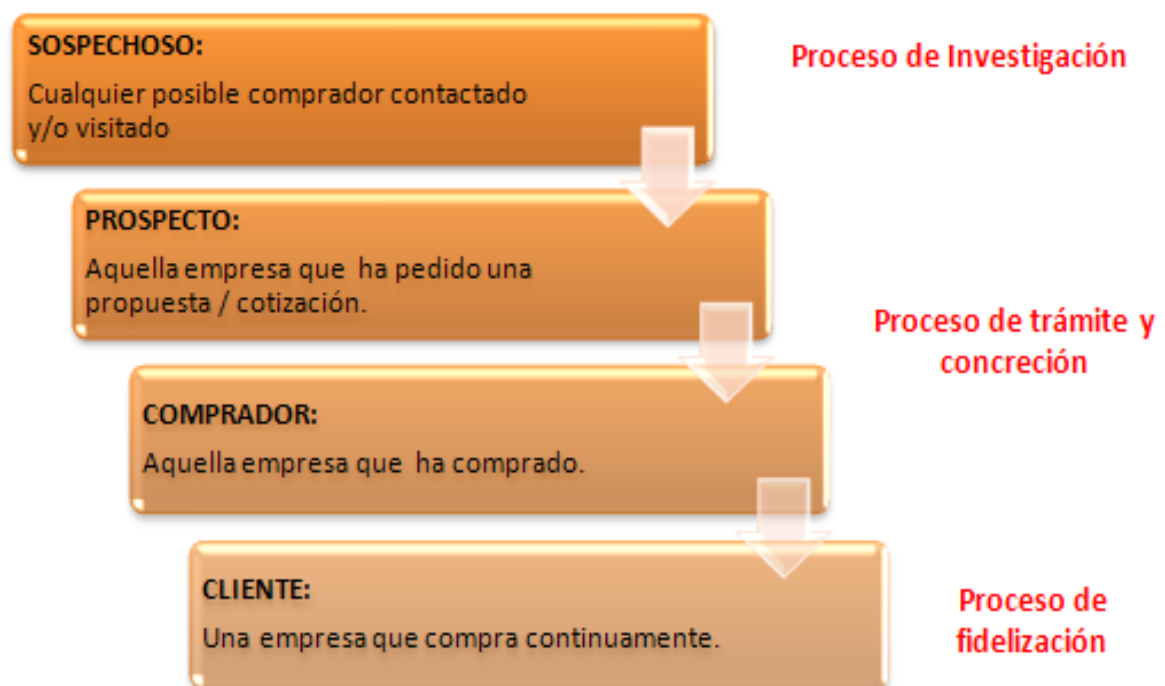 SOSPECHOSO:
Cualquier posible comprador contactado
y/o visitado
Proceso de Investigación
PROSPECTO:
Aquella empresa que ha pedido una
propuesta / cotización.
Proceso de trámite y
concreción
COMPRADOR:
Aquella empresa que ha comprado.
CLIENTE:
Una empresa que compra continuamente.
Proceso de
fidelización